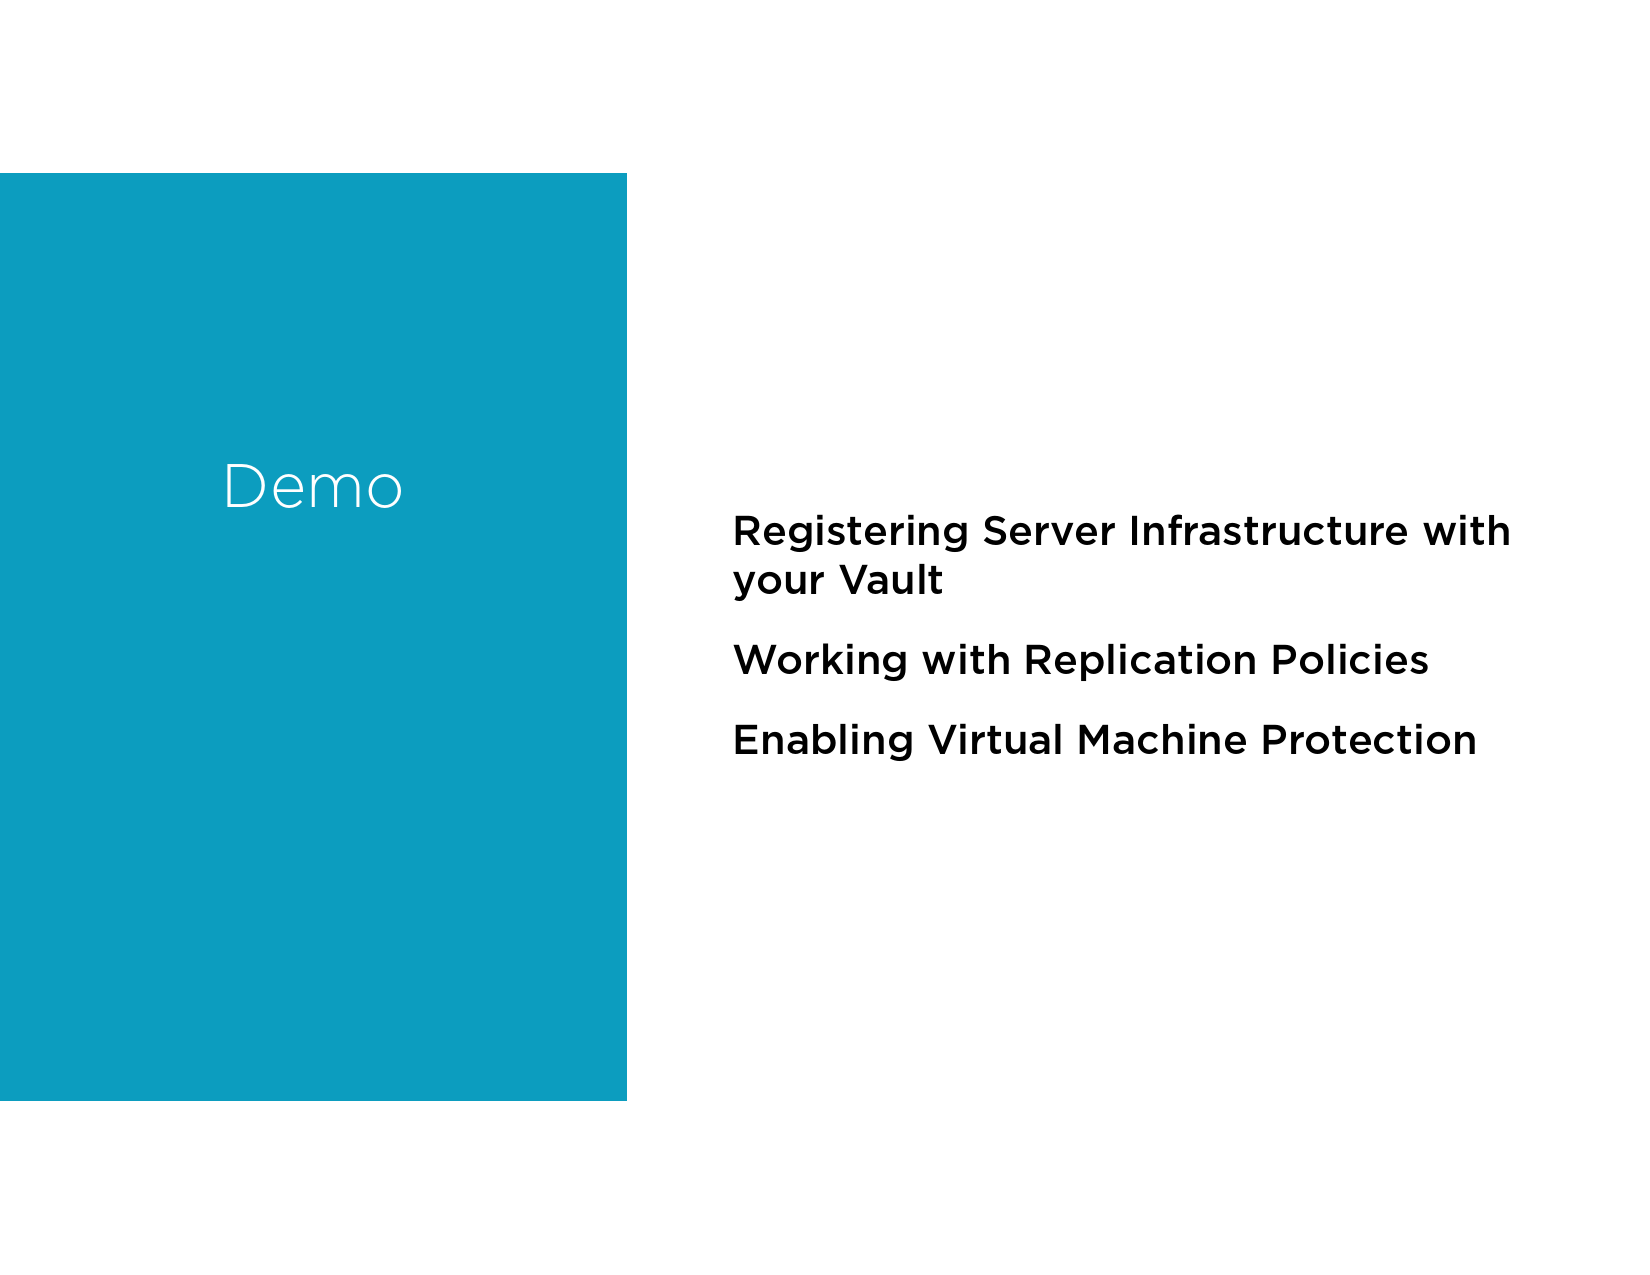 Demo
Registering Server Infrastructure with
your Vault
Working with Replication Policies
Enabling Virtual Machine Protection